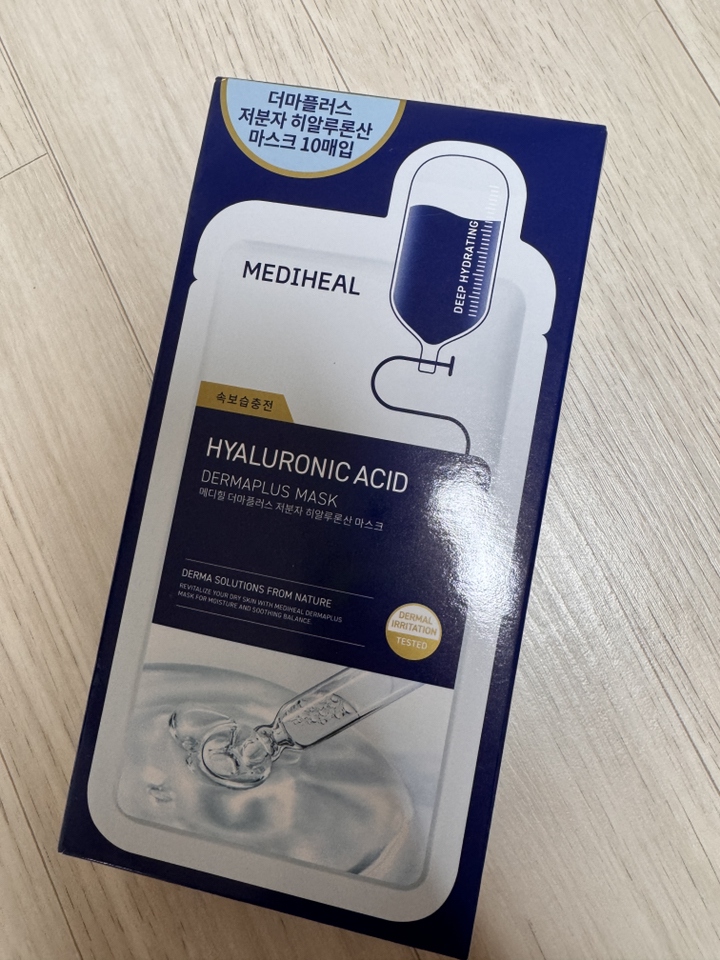 더마플러스
저분자 히알루론산
마스크 10매입
DEEP HYDRATING
MEDIHEAL
속보습충전
HYALURONIC ACID
DERMAPLUS MASK
메디힐 더마플러스 저분자 히알루론산 마스크
DERMA SOLUTIONS FROM NATURE
REVITALIZE YOUR DRY SKIN WITH MEDIHEAL DERMAPLUS
MASK FOR MOISTURE AND SOOTHING BALANCE.
DERMAL
IRRITATION
TESTED